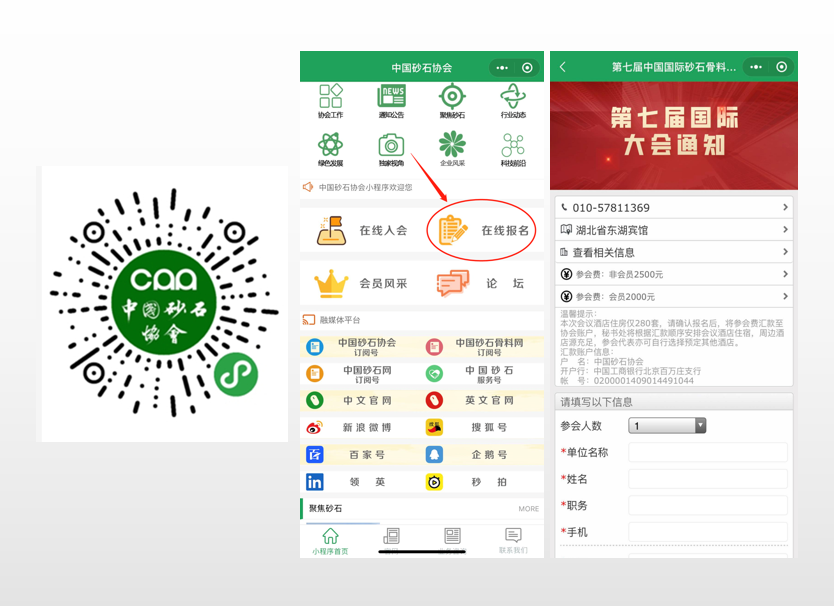 CAA
中國砂石
協會
中国砂石协会
协会工作
NEWS
通知公告
聚焦砂石
行业动态
绿色发展
独家视角
企业风采
科技前沿
中国砂石协会小程序欢迎您
在线入会
在线报名
会员风采
论 坛
融媒体平台
中国砂石协会
订阅号
中国砂石骨料网
订阅号
中国砂石网
订阅号
中国砂石
服务号
中文官网
英文官网
新浪微博
搜狐号
百家号
企鹅号
in
领 英
秒 拍
聚焦砂石
MORE
小程序首页
联系我们
第七届中国国际砂石骨料...
第七届国际
大会通知
010-57811369
湖北省东湖宾馆
查看相关信息
参会费：非会员2500元
参会费：会员2000元
温馨提示：
本次会议酒店住房仅280套，请确认报名后，将参会费汇款至
协会账户，秘书处将根据汇款顺序安排会议酒店住宿，周边酒
店源充足，参会代表亦可自行选择预定其他酒店。
汇款账户信息：
户 名：中国砂石协会
开户行：中国工商银行北京百万庄支行
帐 号：0200001409014491044
请填写以下信息
参会人数
1
*单位名称
*姓名
*职务
*手机